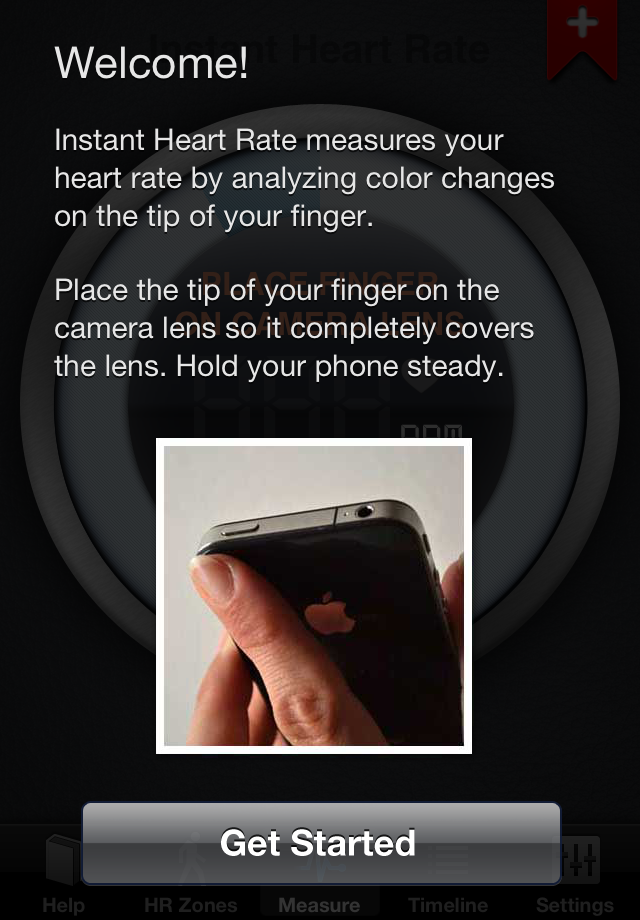 Instant Heart Rate
Welcome!
Instant Heart Rate measures your
heart rate by analyzing color changes
on the tip of your finger.
PLACE FINGER
ON CAMERA LENS
Place the tip of your finger on the
camera lens so it completely covers
the lens. Hold your phone steady.
Get Started
Help
HR Zones
Measure
Timeline
Settings